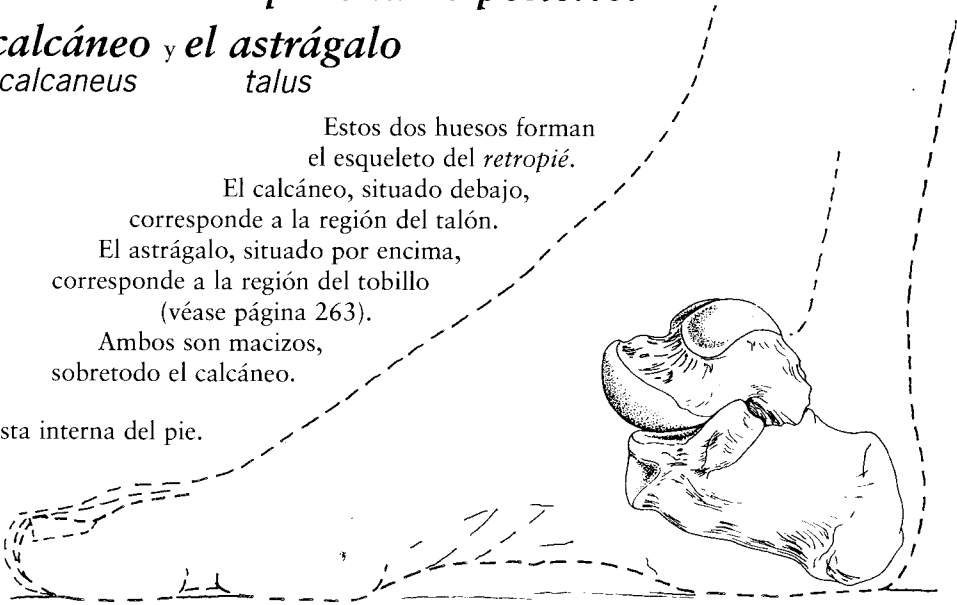 calcáneo y el astrágalo
calcaneus talus
Estos dos huesos forman
el esqueleto del retropié.
El calcáneo, situado debajo,
corresponde a la región del talón.
El astrágalo, situado por encima,
corresponde a la región del tobillo
(véase página 263).
Ambos son macizos,
sobretodo el calcáneo.
sta interna del pie.